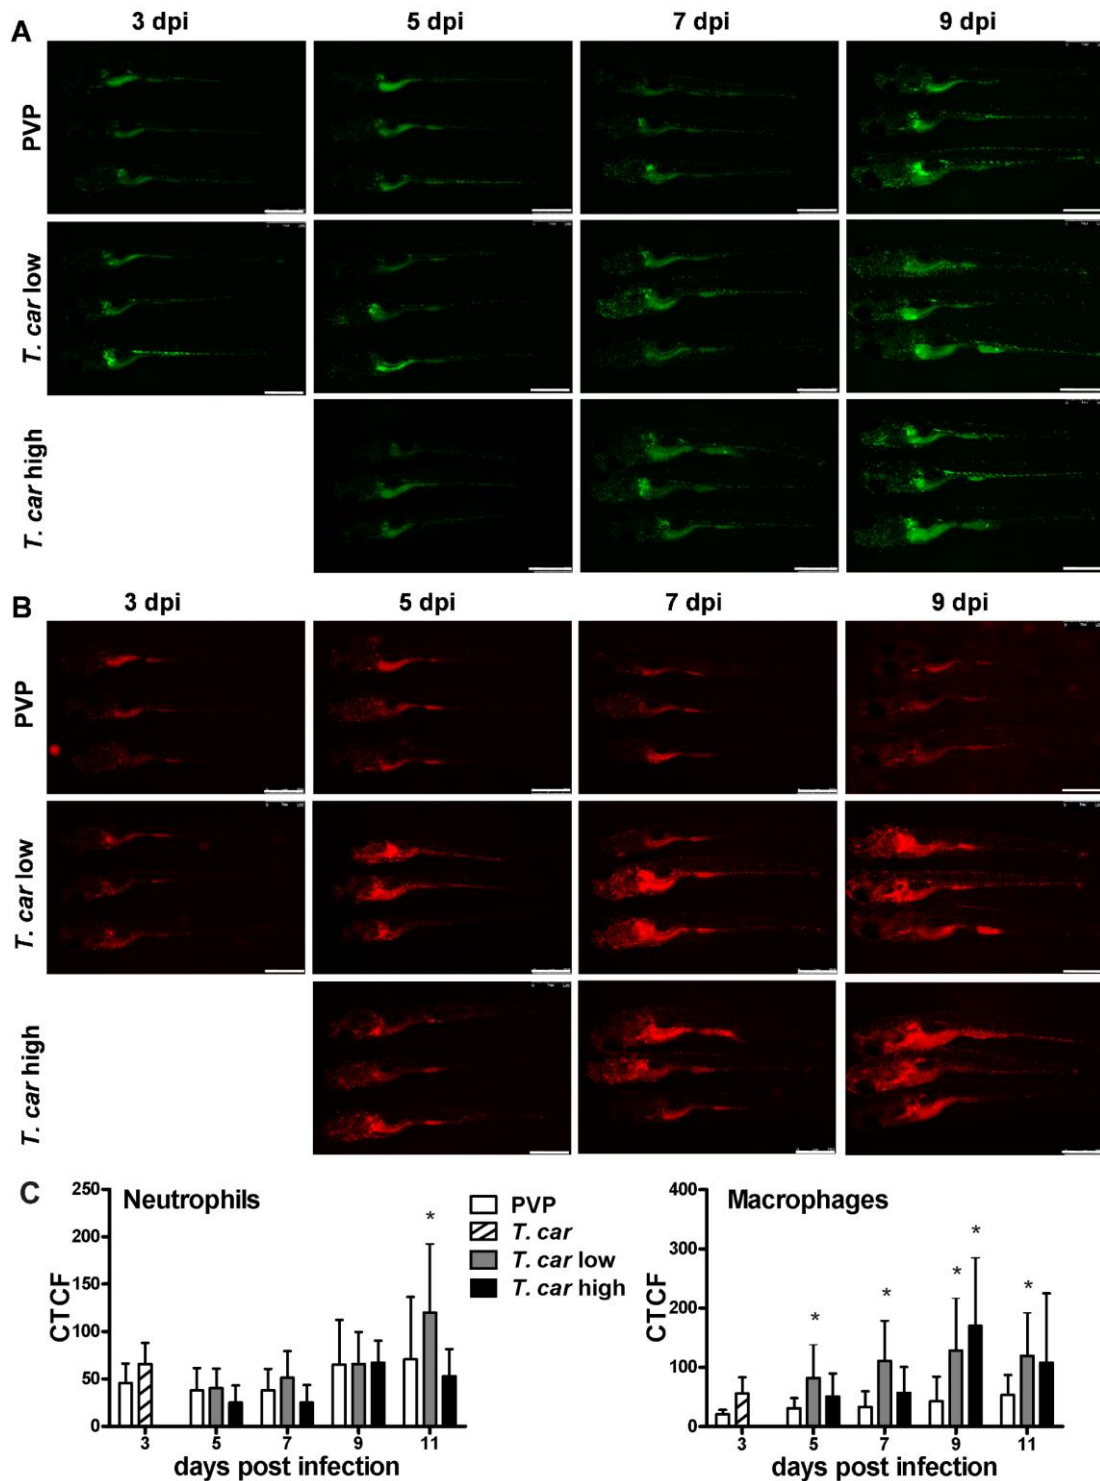 A
3 dpi 5 dpi 7 dpi 9 dpi
PVP
T. car low
T. car high
B
3 dpi 5 dpi 7 dpi 9 dpi
PVP
T. car low
T. car high
C
Neutrophils
CTCF
250
200
150
100
50
0
*
3 5 7 9 11
days post infection
PVP
T. car
T. car low
T. car high
Macrophages
CTCF
400
300
200
100
0
* * * * *
3 5 7 9 11
days post infection